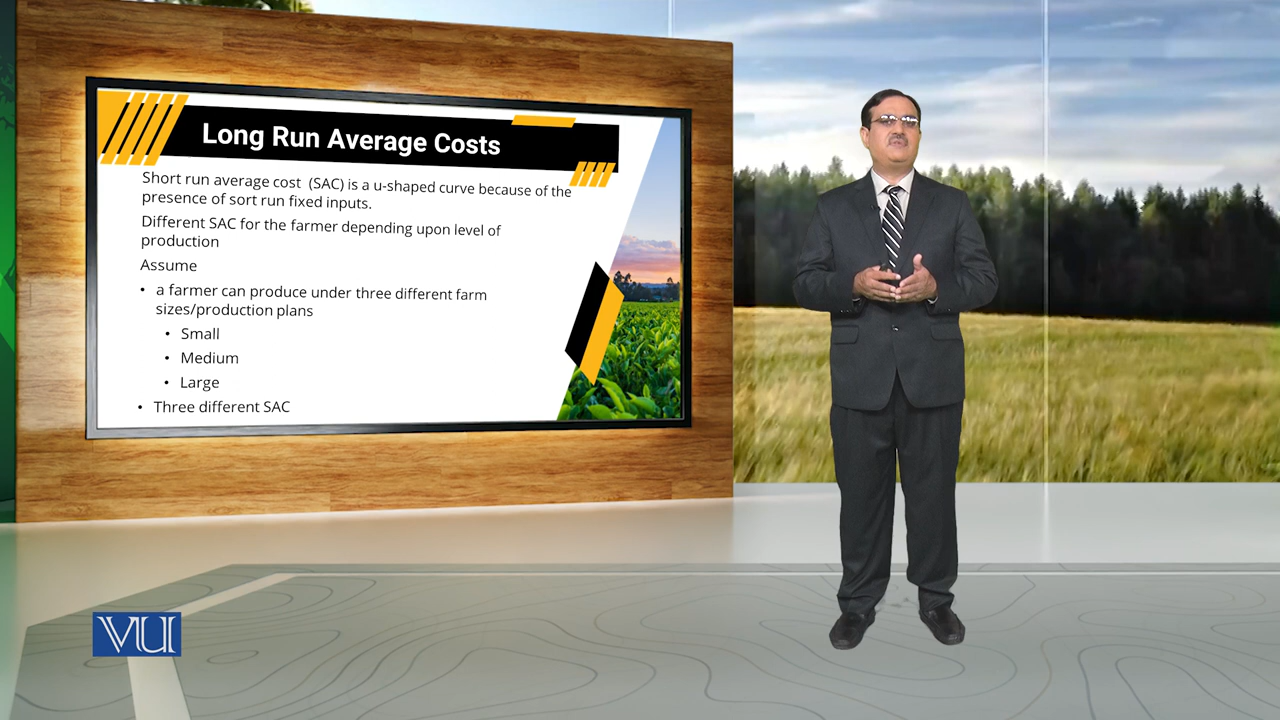 Long Run Average Costs
Short run average cost (SAC) is a u-shaped curve because of the
presence of sort run fixed inputs.
Different SAC for the farmer depending upon level of
production
Assume
• a farmer can produce under three different farm
sizes/production plans
• Small
• Medium
• Large
• Three different SAC
VU